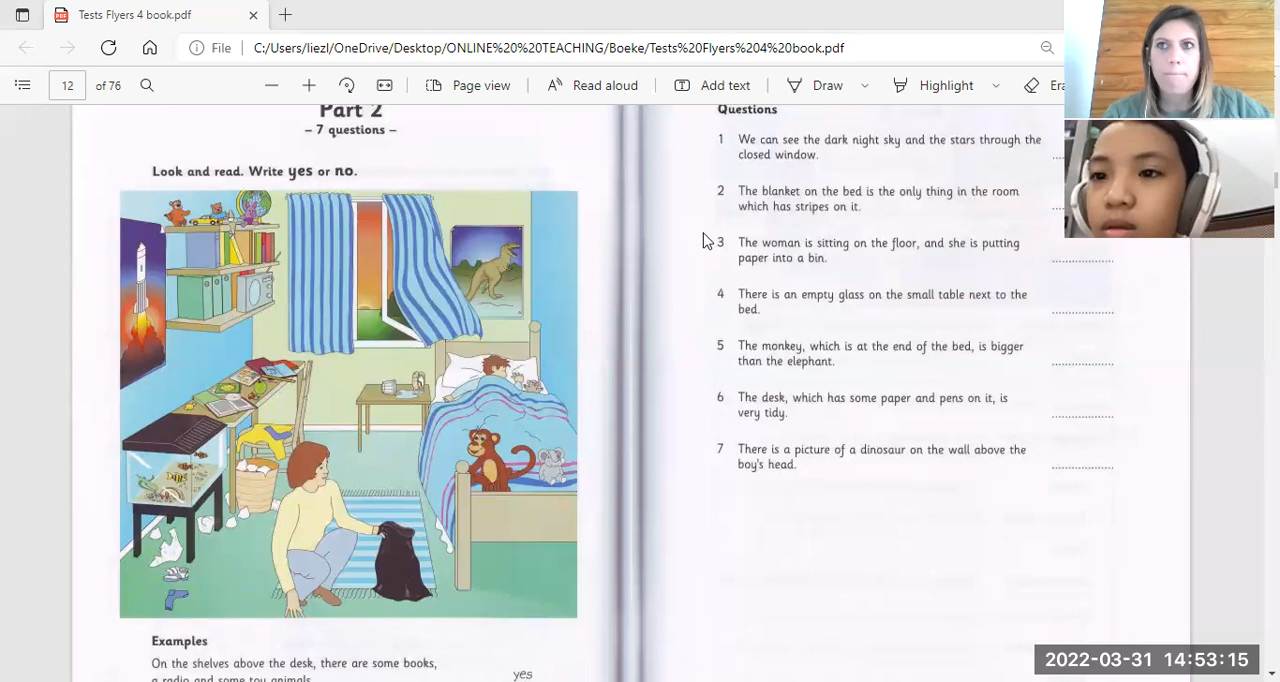 Tests Flyers 4 book.pdf
File
C:/Users/liezl/OneDrive/Desktop/ONLINE%20%20TEACHING/Boeke/Tests%20Flyers%204%20book.pdf
12 of 76
Page view
Read aloud
Add text
Draw
Highlight
Part 2
– 7 questions –
Look and read. Write yes or no.
Examples
On the shelves above the desk, there are some books,
a radio and some toy animals.
yes
Questions
1 We can see the dark night sky and the stars through the
closed window.
2 The blanket on the bed is the only thing in the room
which has stripes on it.
3 The woman is sitting on the floor, and she is putting
paper into a bin.
4 There is an empty glass on the small table next to the
bed.
5 The monkey, which is at the end of the bed, is bigger
than the elephant.
6 The desk, which has some paper and pens on it, is
very tidy.
7 There is a picture of a dinosaur on the wall above the
boy's head.
2022-03-31 14:53:15